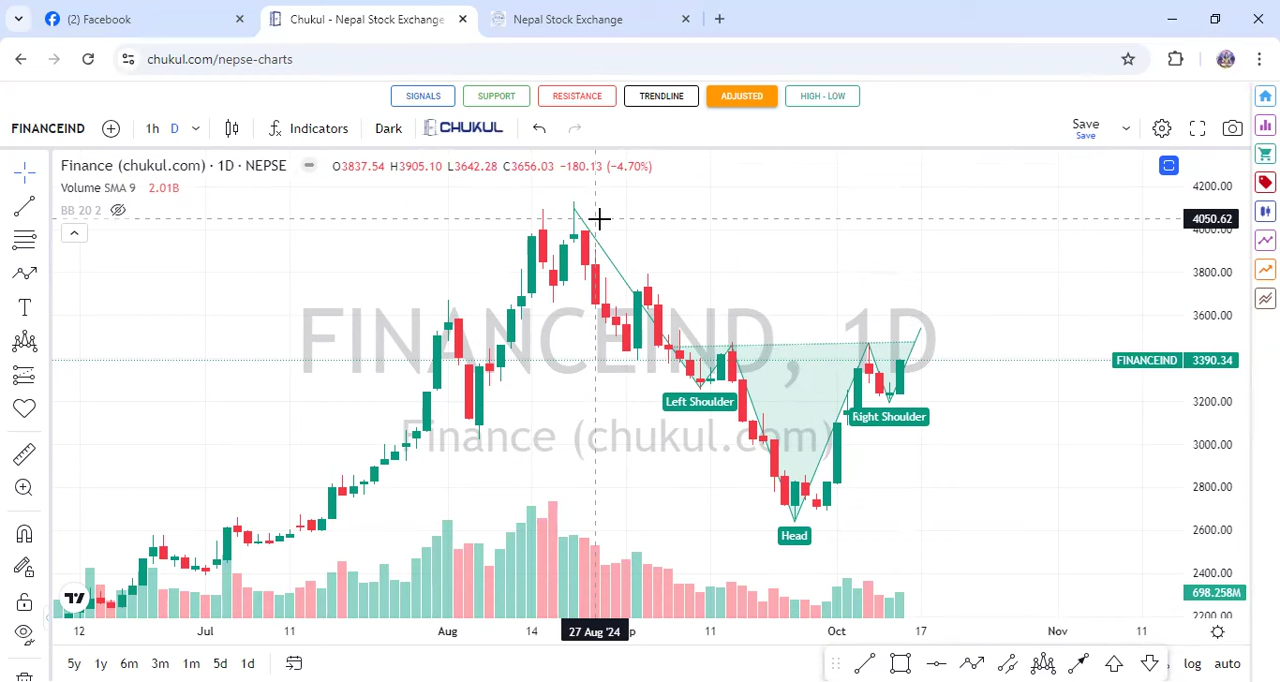 (2) Facebook
Chukul - Nepal Stock Exchange
Nepal Stock Exchange
chukul.com/nepse-charts
SIGNALS SUPPORT RESISTANCE TRENDLINE ADJUSTED HIGH - LOW
FINANCEIND 1h D Indicators Dark CHUKUL Save
Save
Finance (chukul.com) · 1D · NEPSE O3837.54 H3905.10 L3642.28 C3656.03 −180.13 (−4.70%)
Volume SMA 9 2.01B
BB 20 2
4200.00
4050.62
4000.00
3800.00
3600.00
FINANCEIND, 1D
FINANCEIND 3390.34
Left Shoulder
3200.00
Right Shoulder
Finance (chukul.com)
3000.00
2800.00
Head
2600.00
2400.00
698.258M
2200.00
12 Jul 11 Aug 14 27 Aug '24 11 Oct 17 Nov 11
5y 1y 6m 3m 1m 5d 1d log auto